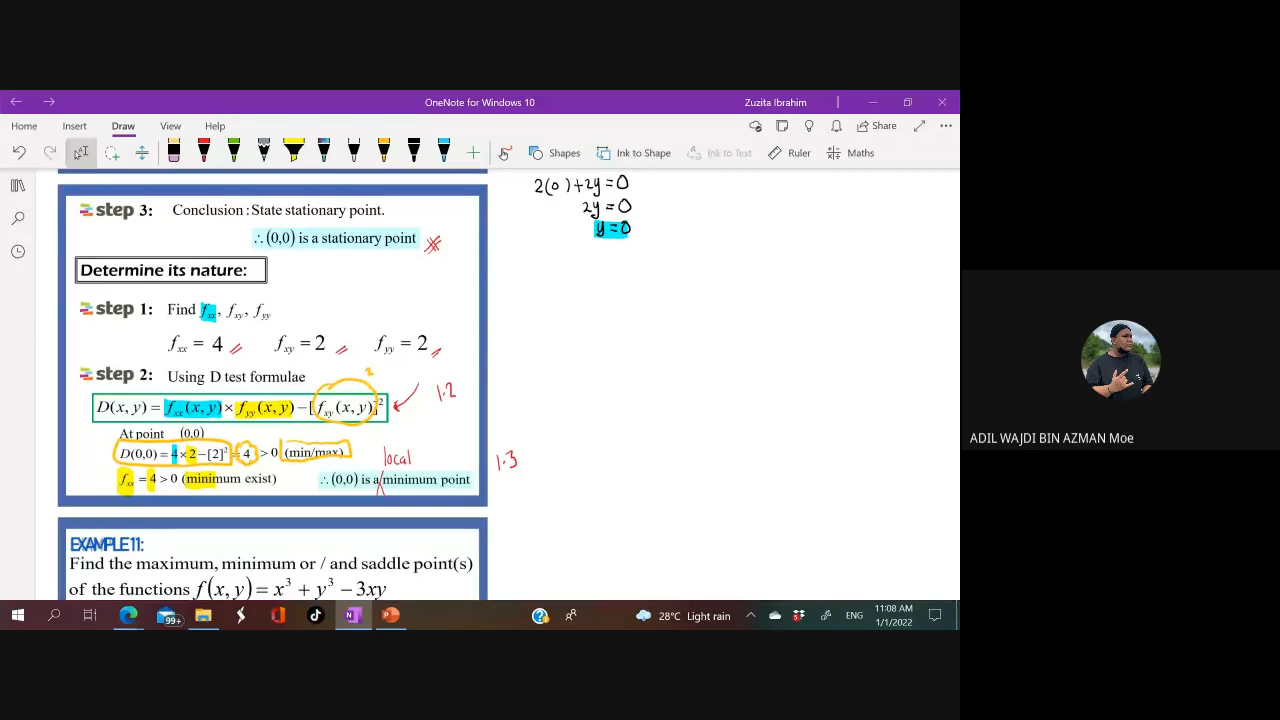 OneNote for Windows 10
Zuzita Ibrahim
Home Insert Draw View Help
Share
Shapes Ink to Shape Ink to Text Ruler Maths
2(0)+2y=0
2y=0
y=0
step 3: Conclusion : State stationary point.
∴(0,0) is a stationary point
Determine its nature:
step 1: Find fxx, fxy, fyy
fxx = 4 fxy = 2 fyy = 2
step 2: Using D test formulae
2
D(x, y) = fxx(x, y) × fyy(x, y) − [fxy(x, y)]²
1.2
At point (0,0)
D(0,0) = 4 × 2 − [2]² = 4 > 0 (min/max)
local
1.3
fxx = 4 > 0 (minimum exist) ∴(0,0) is a minimum point
EXAMPLE 11:
Find the maximum, minimum or / and saddle point(s)
of the functions f(x, y) = x³ + y³ − 3xy
ADIL WAJDI BIN AZMAN Moe
99+
28°C Light rain
ENG
11:08 AM
1/1/2022